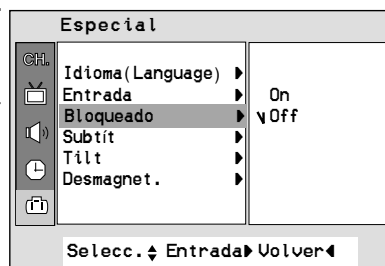 Especial
CH.
Idioma(Language)
Entrada
On
Bloqueado
Off
Subtít
Tilt
Desmagnet.
Selecc. Entrada Volver